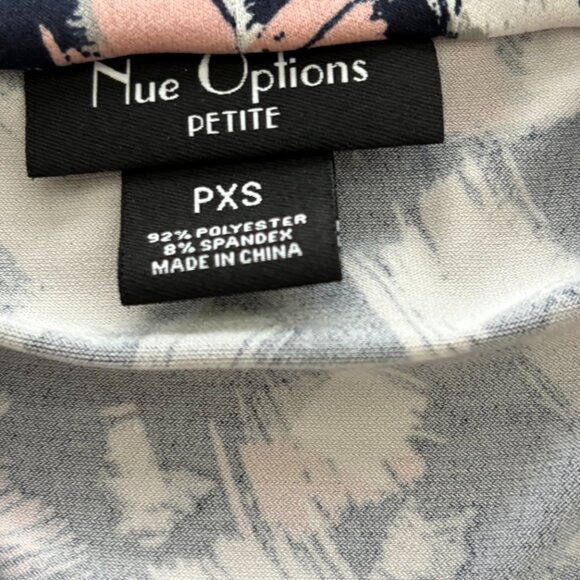 Nue Options
PETITE
PXS
92% POLYESTER
8% SPANDEX
MADE IN CHINA